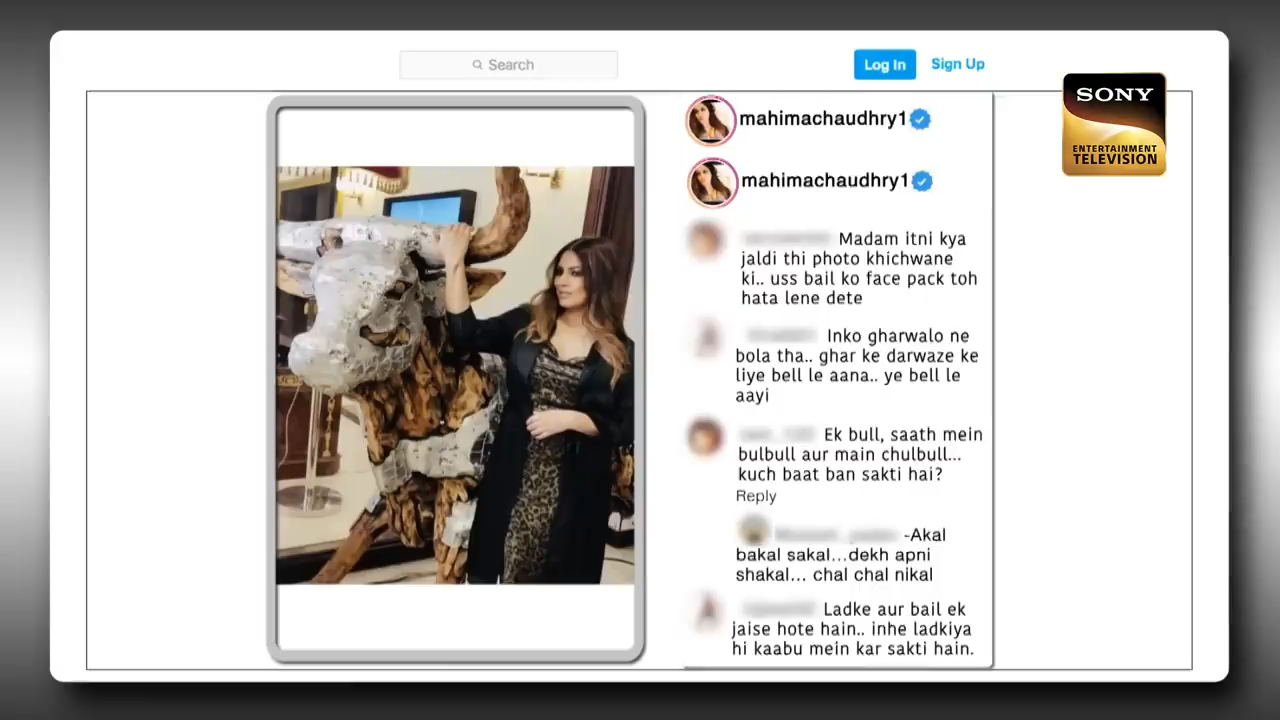 Search
Log In
Sign Up
SONY
ENTERTAINMENT
TELEVISION
mahimachaudhry1
mahimachaudhry1
Madam itni kya
jaldi thi photo khichwane
ki.. uss bail ko face pack toh
hata lene dete
Inko gharwalo ne
bola tha.. ghar ke darwaze ke
liye bell le aana.. ye bell le
aayi
Ek bull, saath mein
bulbull aur main chulbull...
kuch baat ban sakti hai?
Reply
-Akal
bakal sakal...dekh apni
shakal... chal chal nikal
Ladke aur bail ek
jaise hote hain.. inhe ladkiya
hi kaabu mein kar sakti hain.